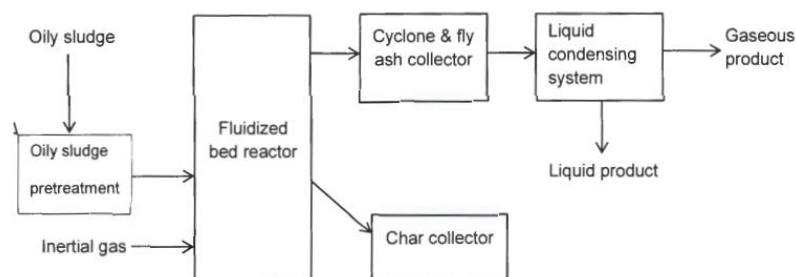 Oily sludge
Oily sludge
pretreatment
Inertial gas
Fluidized
bed reactor
Cyclone & fly
ash collector
Char collector
Liquid
condensing
system
Liquid product
Gaseous
product